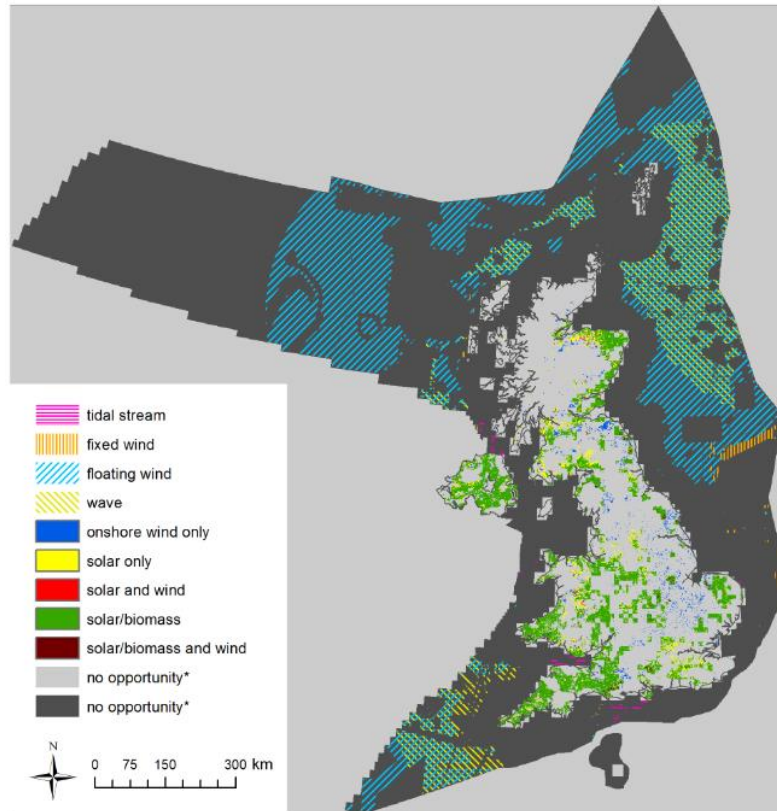 tidal stream
fixed wind
floating wind
wave
onshore wind only
solar only
solar and wind
solar/biomass
solar/biomass and wind
no opportunity*
no opportunity*
N
0 75 150 300 km